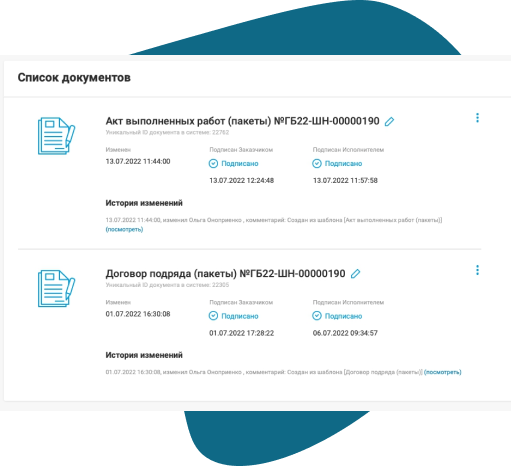 Список документов
Акт выполненных работ (пакеты) №ГБ22-ШН-00000190
Уникальный ID документа в системе: 22762
Изменен Подписан Заказчиком Подписан Исполнителем
13.07.2022 11:44:00 Подписано Подписано
13.07.2022 12:24:48 13.07.2022 11:57:58
История изменений
13.07.2022 11:44:00, изменил Ольга Оноприенко , комментарий: Создан из шаблона [Акт выполненных работ (пакеты)]
(посмотреть)
Договор подряда (пакеты) №ГБ22-ШН-00000190
Уникальный ID документа в системе: 22305
Изменен Подписан Заказчиком Подписан Исполнителем
01.07.2022 16:30:08 Подписано Подписано
01.07.2022 17:28:22 06.07.2022 09:34:57
История изменений
01.07.2022 16:30:08, изменил Ольга Оноприенко , комментарий: Создан из шаблона [Договор подряда (пакеты)] (посмотреть)